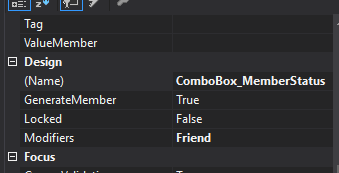 Tag
ValueMember
Design
(Name) ComboBox_MemberStatus
GenerateMember True
Locked False
Modifiers Friend
Focus